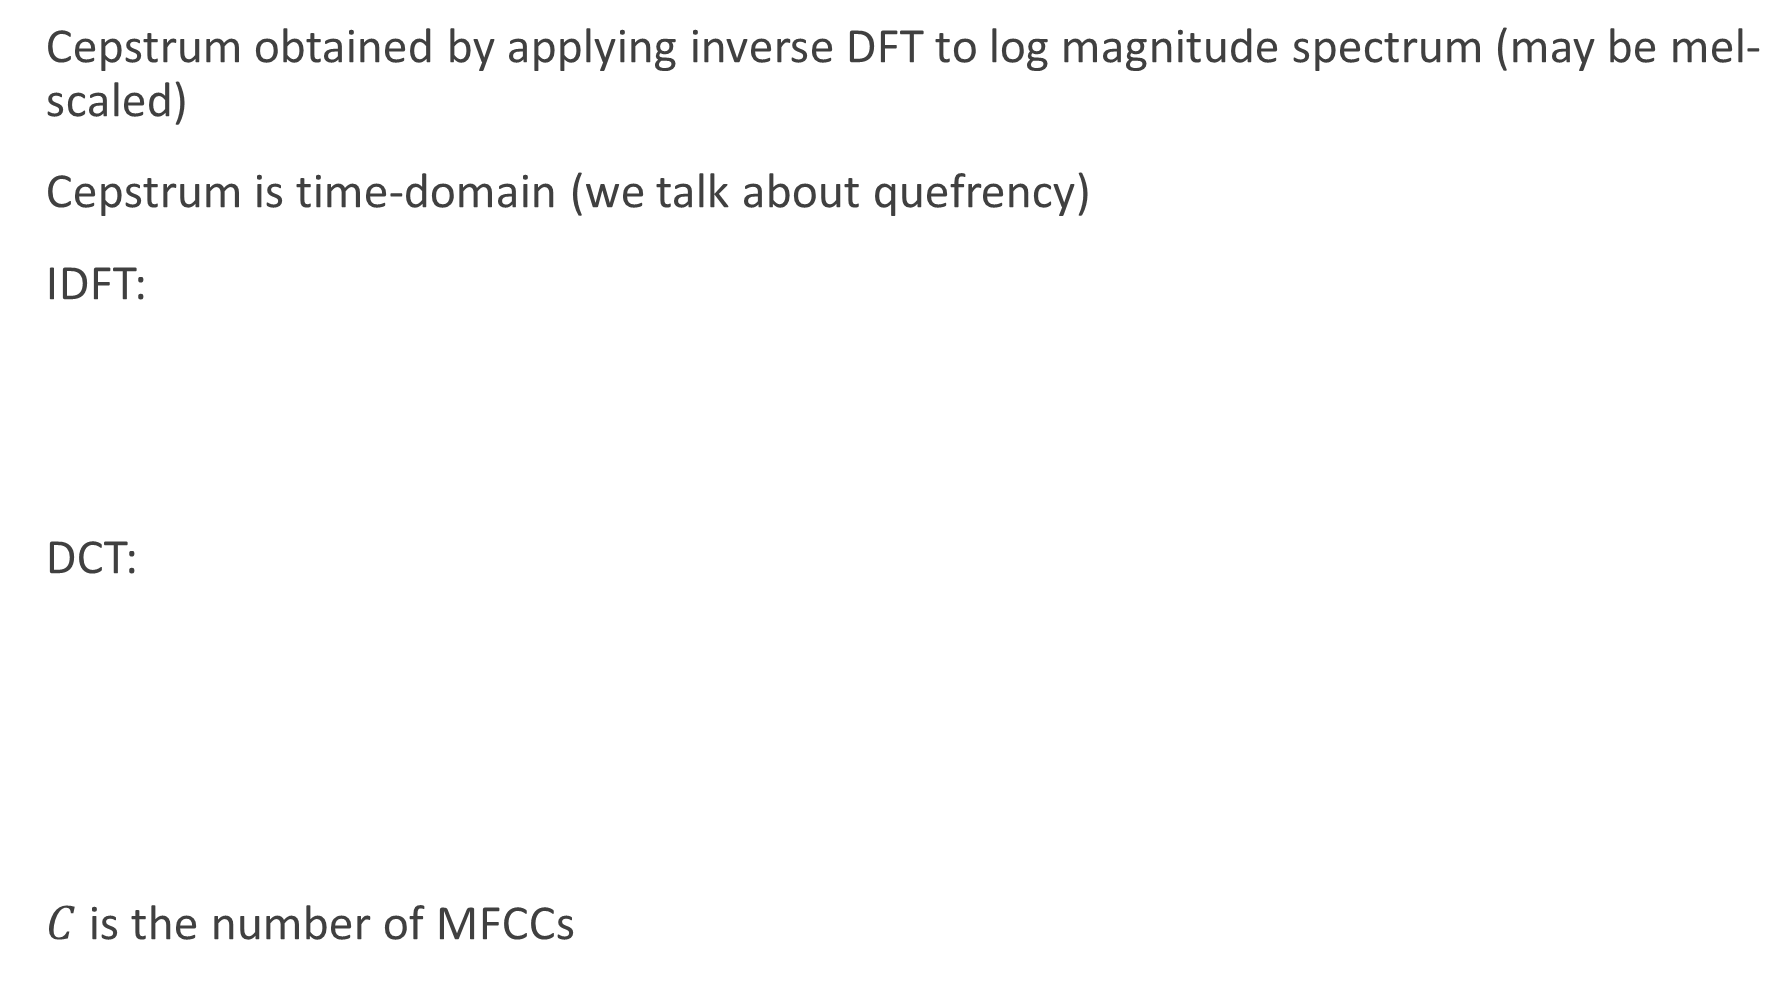 Cepstrum obtained by applying inverse DFT to log magnitude spectrum (may be mel-
scaled)
Cepstrum is time-domain (we talk about quefrency)
IDFT:
DCT:
C is the number of MFCCs